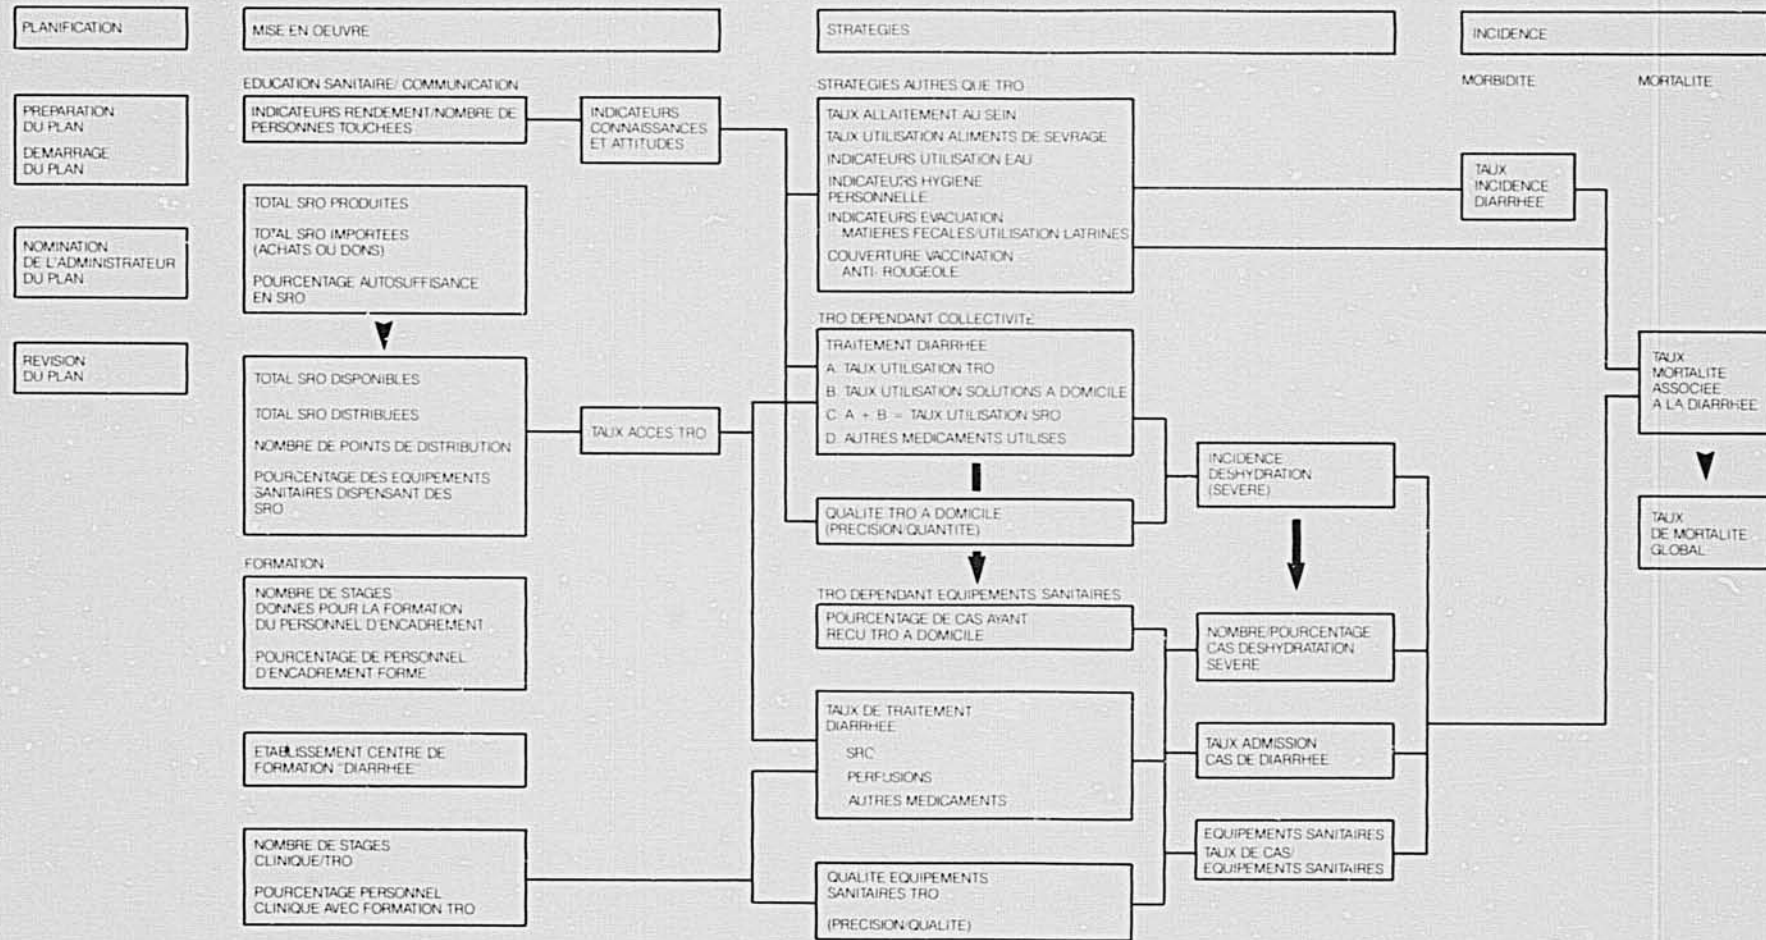 PLANIFICATION
MISE EN OEUVRE
STRATEGIES
INCIDENCE
MORBIDITE
MORTALITE
PREPARATION
DU PLAN
DEMARRAGE
DU PLAN
NOMINATION
DE L'ADMINISTRATEUR
DU PLAN
REVISION
DU PLAN
EDUCATION SANITAIRE/ COMMUNICATION
INDICATEURS RENDEMENT/NOMBRE DE
PERSONNES TOUCHEES
INDICATEURS
CONNAISSANCES
ET ATTITUDES
TOTAL SRO PRODUITES
TOTAL SRO IMPORTEES
(ACHATS OU DONS)
POURCENTAGE AUTOSUFFISANCE
EN SRO
TOTAL SRO DISPONIBLES
TOTAL SRO DISTRIBUEES
NOMBRE DE POINTS DE DISTRIBUTION
POURCENTAGE DES EQUIPEMENTS
SANITAIRES DISPENSANT DES
SRO
TAUX ACCES TRO
FORMATION
NOMBRE DE STAGES
DONNES POUR LA FORMATION
DU PERSONNEL D'ENCADREMENT
POURCENTAGE DE PERSONNEL
D'ENCADREMENT FORME
ETABLISSEMENT CENTRE DE
FORMATION "DIARRHEE"
NOMBRE DE STAGES
CLINIQUE/TRO
POURCENTAGE PERSONNEL
CLINIQUE AVEC FORMATION TRO
STRATEGIES AUTRES QUE TRO
TAUX ALLAITEMENT AU SEIN
TAUX UTILISATION ALIMENTS DE SEVRAGE
INDICATEURS UTILISATION EAU
INDICATEURS HYGIENE
PERSONNELLE
INDICATEURS EVACUATION
MATIERES FECALES/UTILISATION LATRINES
COUVERTURE VACCINATION
ANTI- ROUGEOLE
TRO DEPENDANT COLLECTIVITE
TRAITEMENT DIARRHEE
A. TAUX UTILISATION TRO
B. TAUX UTILISATION SOLUTIONS A DOMICILE
C. A + B = TAUX UTILISATION SRO
D. AUTRES MEDICAMENTS UTILISES
QUALITE TRO A DOMICILE
(PRECISION/QUANTITE)
TRO DEPENDANT EQUIPEMENTS SANITAIRES
POURCENTAGE DE CAS AYANT
RECU TRO A DOMICILE
TAUX DE TRAITEMENT
DIARRHEE
SRC
PERFUSIONS
AUTRES MEDICAMENTS
QUALITE EQUIPEMENTS
SANITAIRES TRO
(PRECISION/QUALITE)
INCIDENCE
DESHYDRATION
(SEVERE)
NOMBRE/POURCENTAGE
CAS DESHYDRATATION
SEVERE
TAUX ADMISSION
CAS DE DIARRHEE
EQUIPEMENTS SANITAIRES
TAUX DE CAS/
EQUIPEMENTS SANITAIRES
TAUX
INCIDENCE
DIARRHEE
TAUX
MORTALITE
ASSOCIEE
A LA DIARRHEE
TAUX
DE MORTALITE
GLOBAL